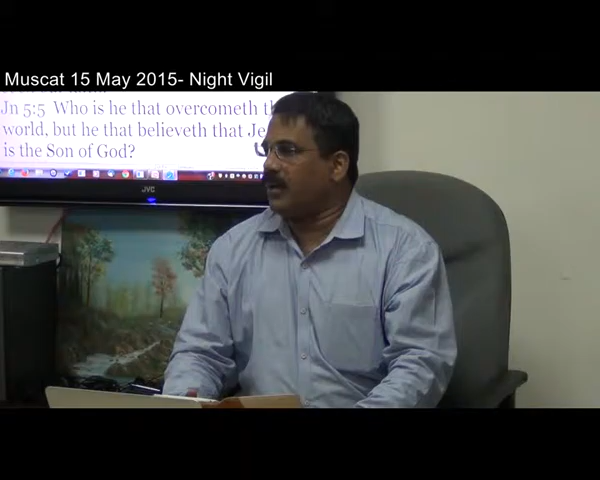 Muscat 15 May 2015- Night Vigil
Jn 5:5 Who is he that overcometh
world, but he that believeth that
is the Son of God?
JVC